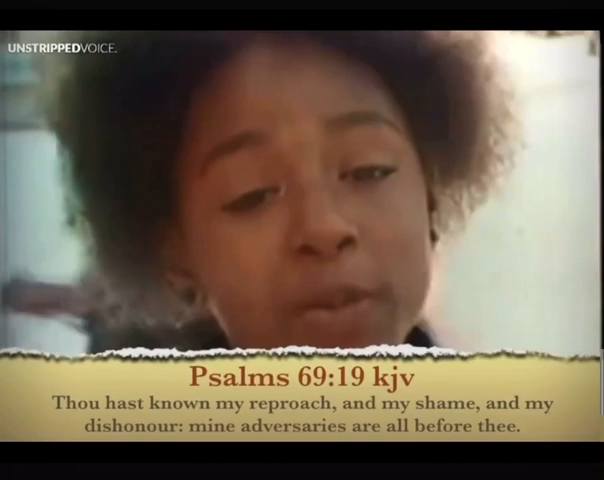 UNSTRIPPEDVOICE.
Psalms 69:19 kjv
Thou hast known my reproach, and my shame, and my
dishonour: mine adversaries are all before thee.